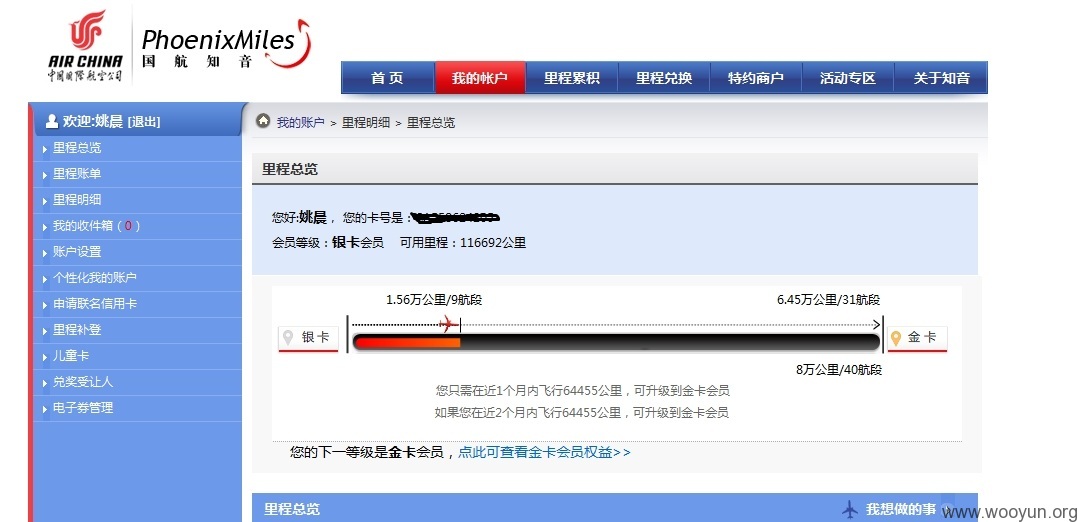 AIR CHINA
中国国际航空公司
PhoenixMiles
国航知音
首页 我的帐户 里程累积 里程兑换 特约商户 活动专区 关于知音
欢迎:姚晨 [退出]
里程总览
里程账单
里程明细
我的收件箱 ( 0 )
账户设置
个性化我的账户
申请联名信用卡
里程补登
儿童卡
兑奖受让人
电子券管理
我的账户 > 里程明细 > 里程总览
里程总览
您好:姚晨， 您的卡号是：
会员等级：银卡会员 可用里程：116692公里
1.56万公里/9航段 6.45万公里/31航段
银卡 金卡
8万公里/40航段
您只需在近1个月内飞行64455公里，可升级到金卡会员
如果您在近2个月内飞行64455公里，可升级到金卡会员
您的下一等级是金卡会员，点此可查看金卡会员权益>>
里程总览 我想做的事
www.wooyun.org